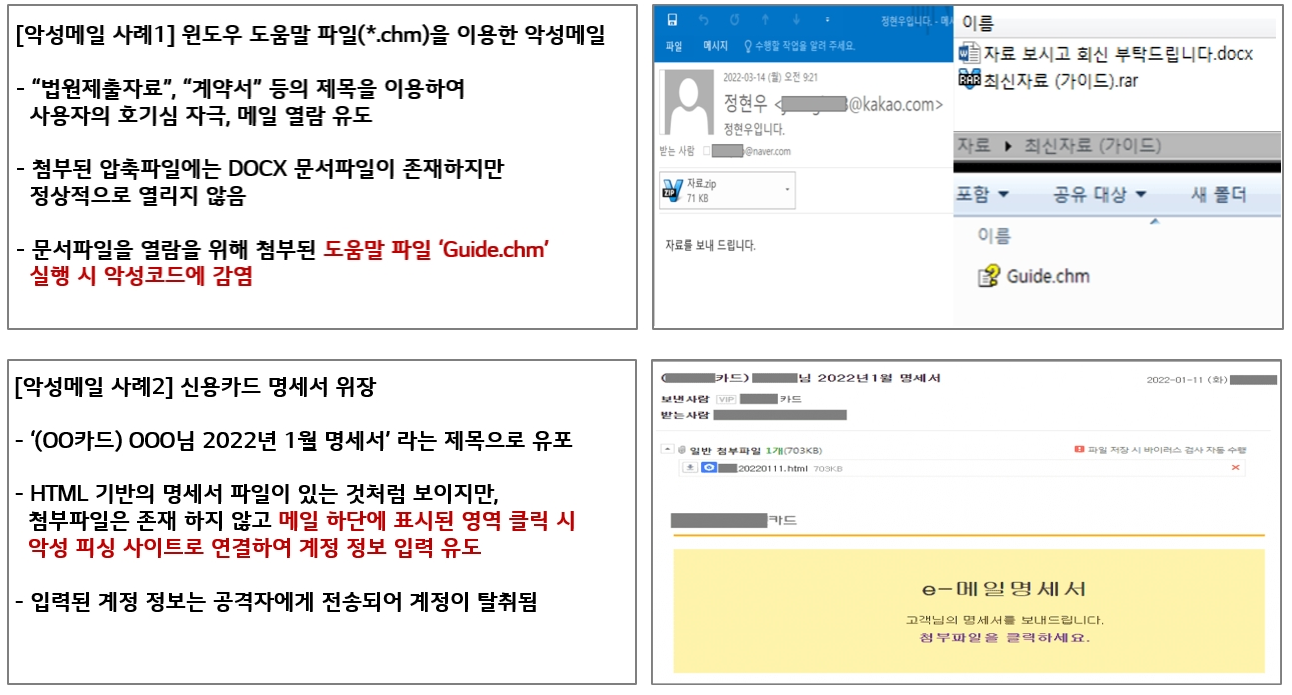 [악성메일 사례1] 윈도우 도움말 파일(*.chm)을 이용한 악성메일
- “법원제출자료”, “계약서” 등의 제목을 이용하여
사용자의 호기심 자극, 메일 열람 유도
- 첨부된 압축파일에는 DOCX 문서파일이 존재하지만
정상적으로 열리지 않음
- 문서파일을 열람을 위해 첨부된 도움말 파일 ‘Guide.chm’
실행 시 악성코드에 감염
정현우입니다. - 메시
파일 메시지 수행할 작업을 알려 주세요.
2022-03-14 (월) 오전 9:21
정현우 < 3@kakao.com>
정현우입니다.
받는 사람 @naver.com
ZIP
자료.zip
71 KB
자료를 보내 드립니다.
이름
자료 보시고 회신 부탁드립니다.docx
최신자료 (가이드).rar
자료 ▸ 최신자료 (가이드)
포함 ▼ 공유 대상 ▼ 새 폴더
이름
Guide.chm
[악성메일 사례2] 신용카드 명세서 위장
- ‘(OO카드) OOO님 2022년 1월 명세서’ 라는 제목으로 유포
- HTML 기반의 명세서 파일이 있는 것처럼 보이지만,
첨부파일은 존재 하지 않고 메일 하단에 표시된 영역 클릭 시
악성 피싱 사이트로 연결하여 계정 정보 입력 유도
- 입력된 계정 정보는 공격자에게 전송되어 계정이 탈취됨
( 카드) 님 2022년1월 명세서
2022-01-11 (화)
보낸사람 VIP 카드
받는사람
일반 첨부파일 1개(703KB)
파일 저장 시 바이러스 검사 자동 수행
20220111.html 703KB
카드
e-메일명세서
고객님의 명세서를 보내드립니다.
첨부파일을 클릭하세요.